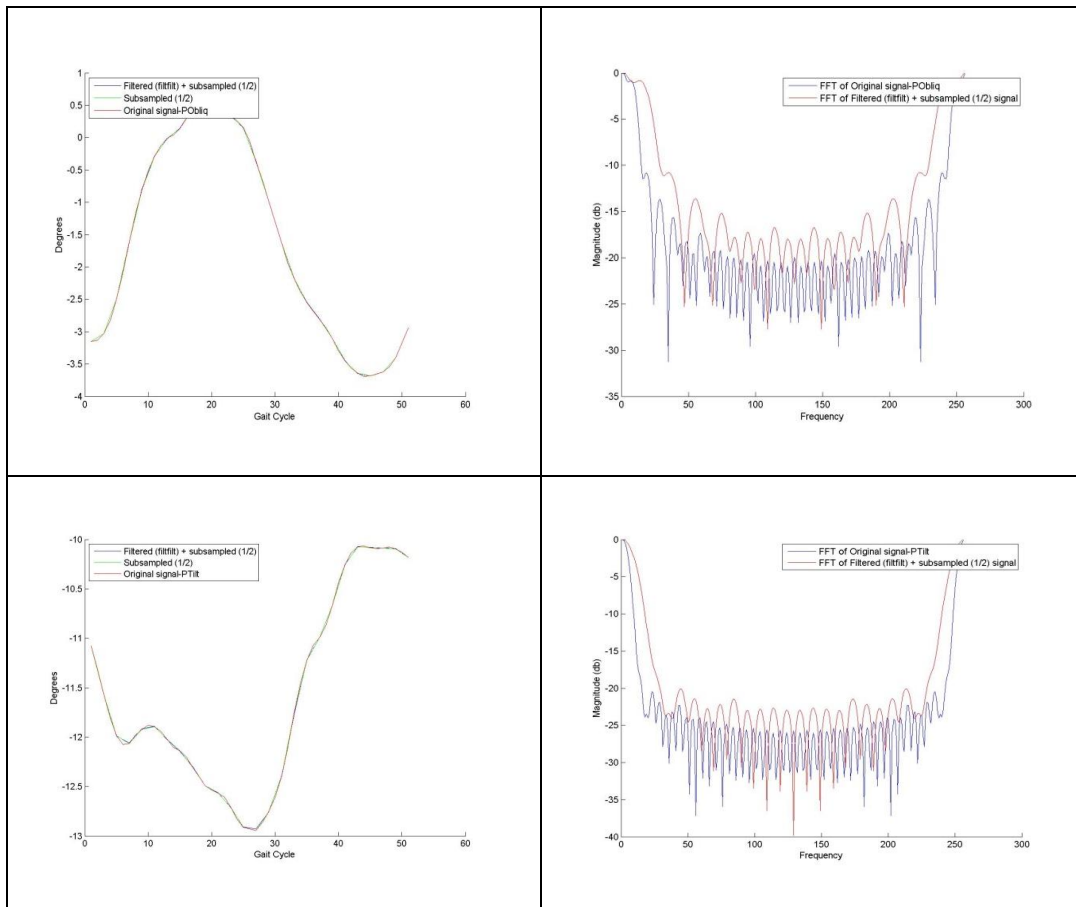 Filtered (filtfilt) + subsampled (1/2)
Subsampled (1/2)
Original signal-PObliq
1
0.5
0
-0.5
-1
-1.5
-2
-2.5
-3
-3.5
-4
Degrees
0 10 20 30 40 50 60
Gait Cycle
FFT of Original signal-PObliq
FFT of Filtered (filtfilt) + subsampled (1/2) signal
0
-5
-10
-15
-20
-25
-30
-35
Magnitude (db)
0 50 100 150 200 250 300
Frequency
Filtered (filtfilt) + subsampled (1/2)
Subsampled (1/2)
Original signal-PTilt
-10
-10.5
-11
-11.5
-12
-12.5
-13
Degrees
0 10 20 30 40 50 60
Gait Cycle
FFT of Original signal-PTilt
FFT of Filtered (filtfilt) + subsampled (1/2) signal
0
-5
-10
-15
-20
-25
-30
-35
-40
Magnitude (db)
0 50 100 150 200 250 300
Frequency